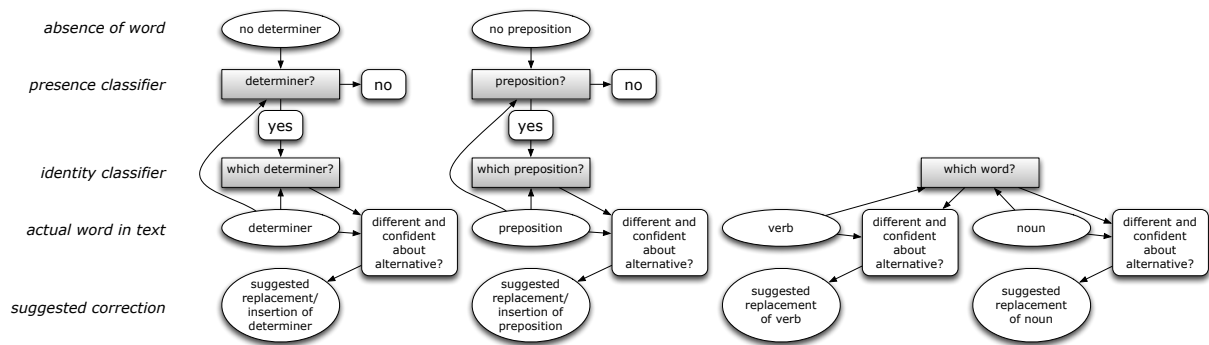 absence of word
no determiner
no preposition
presence classifier
determiner?
no
preposition?
no
yes
yes
identity classifier
which determiner?
which preposition?
which word?
actual word in text
determiner
different and
confident
about
alternative?
preposition
different and
confident
about
alternative?
verb
different and
confident
about
alternative?
noun
different and
confident
about
alternative?
suggested correction
suggested
replacement/
insertion of
determiner
suggested
replacement/
insertion of
preposition
suggested
replacement
of verb
suggested
replacement
of noun